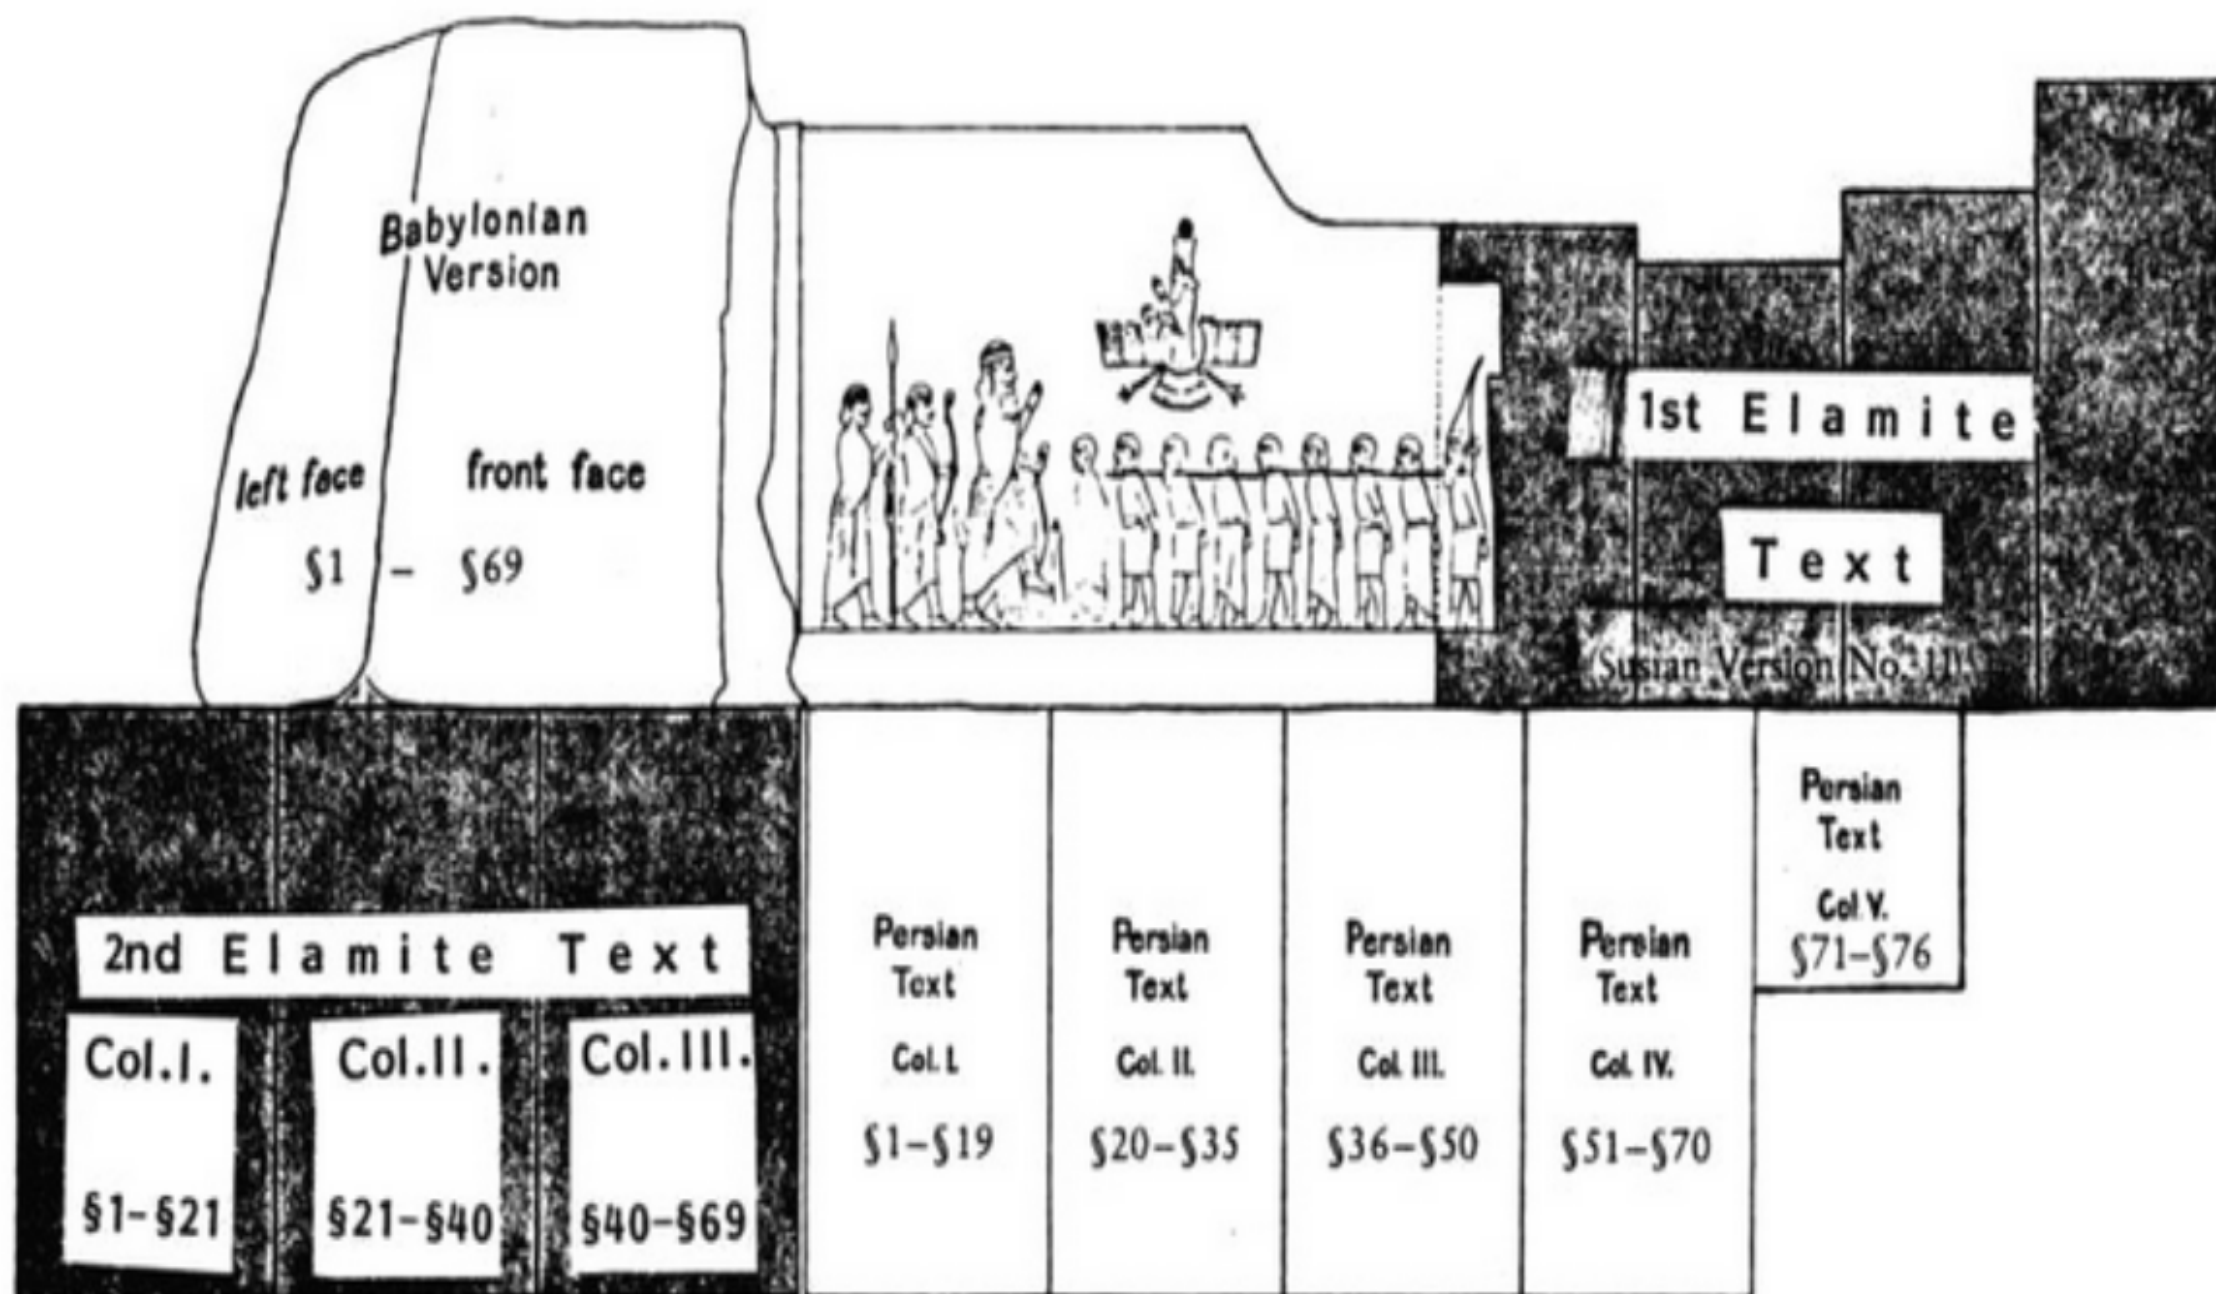 Babylonian
Version
left face
front face
§1 – §69
1st Elamite
Text
(Susian Version No. 1)
2nd Elamite Text
Col.I.
§1–§21
Col.II.
§21–§40
Col.III.
§40–§69
Persian
Text
Col. I.
§1–§19
Persian
Text
Col. II.
§20–§35
Persian
Text
Col. III.
§36–§50
Persian
Text
Col. IV.
§51–§70
Persian
Text
Col. V.
§71–§76